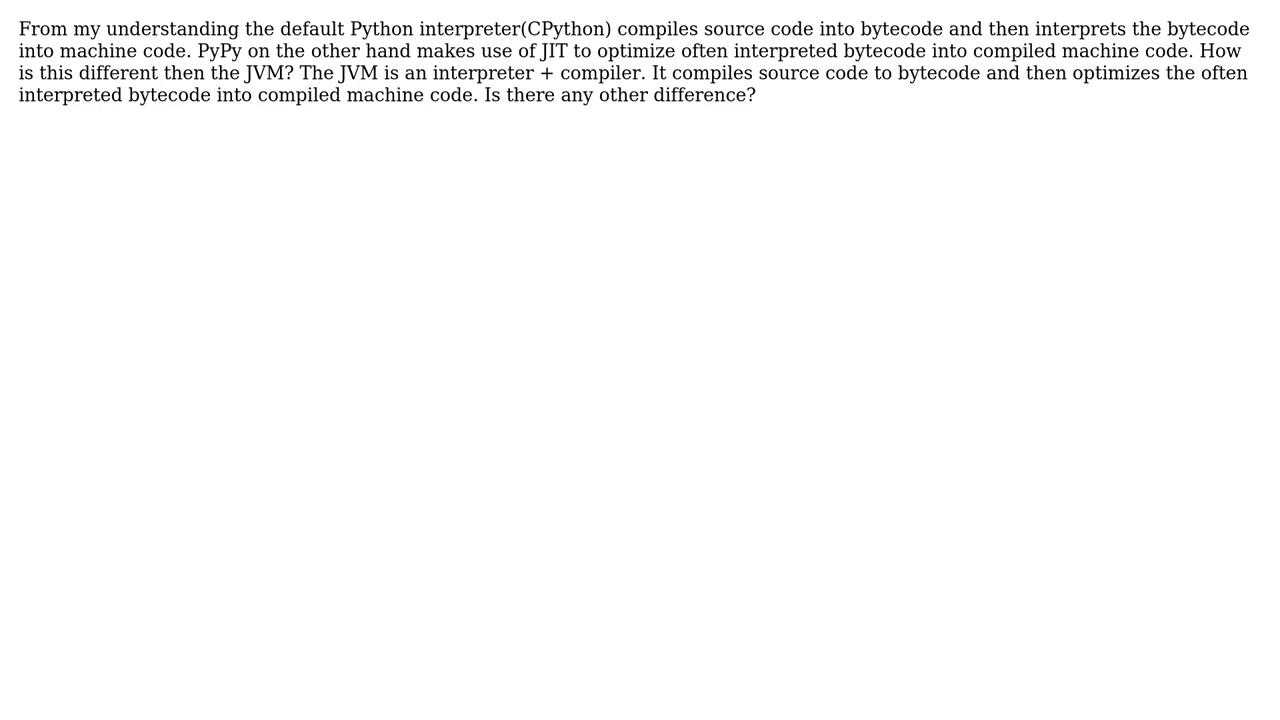 From my understanding the default Python interpreter(CPython) compiles source code into bytecode and then interprets the bytecode
into machine code. PyPy on the other hand makes use of JIT to optimize often interpreted bytecode into compiled machine code. How
is this different then the JVM? The JVM is an interpreter + compiler. It compiles source code to bytecode and then optimizes the often
interpreted bytecode into compiled machine code. Is there any other difference?